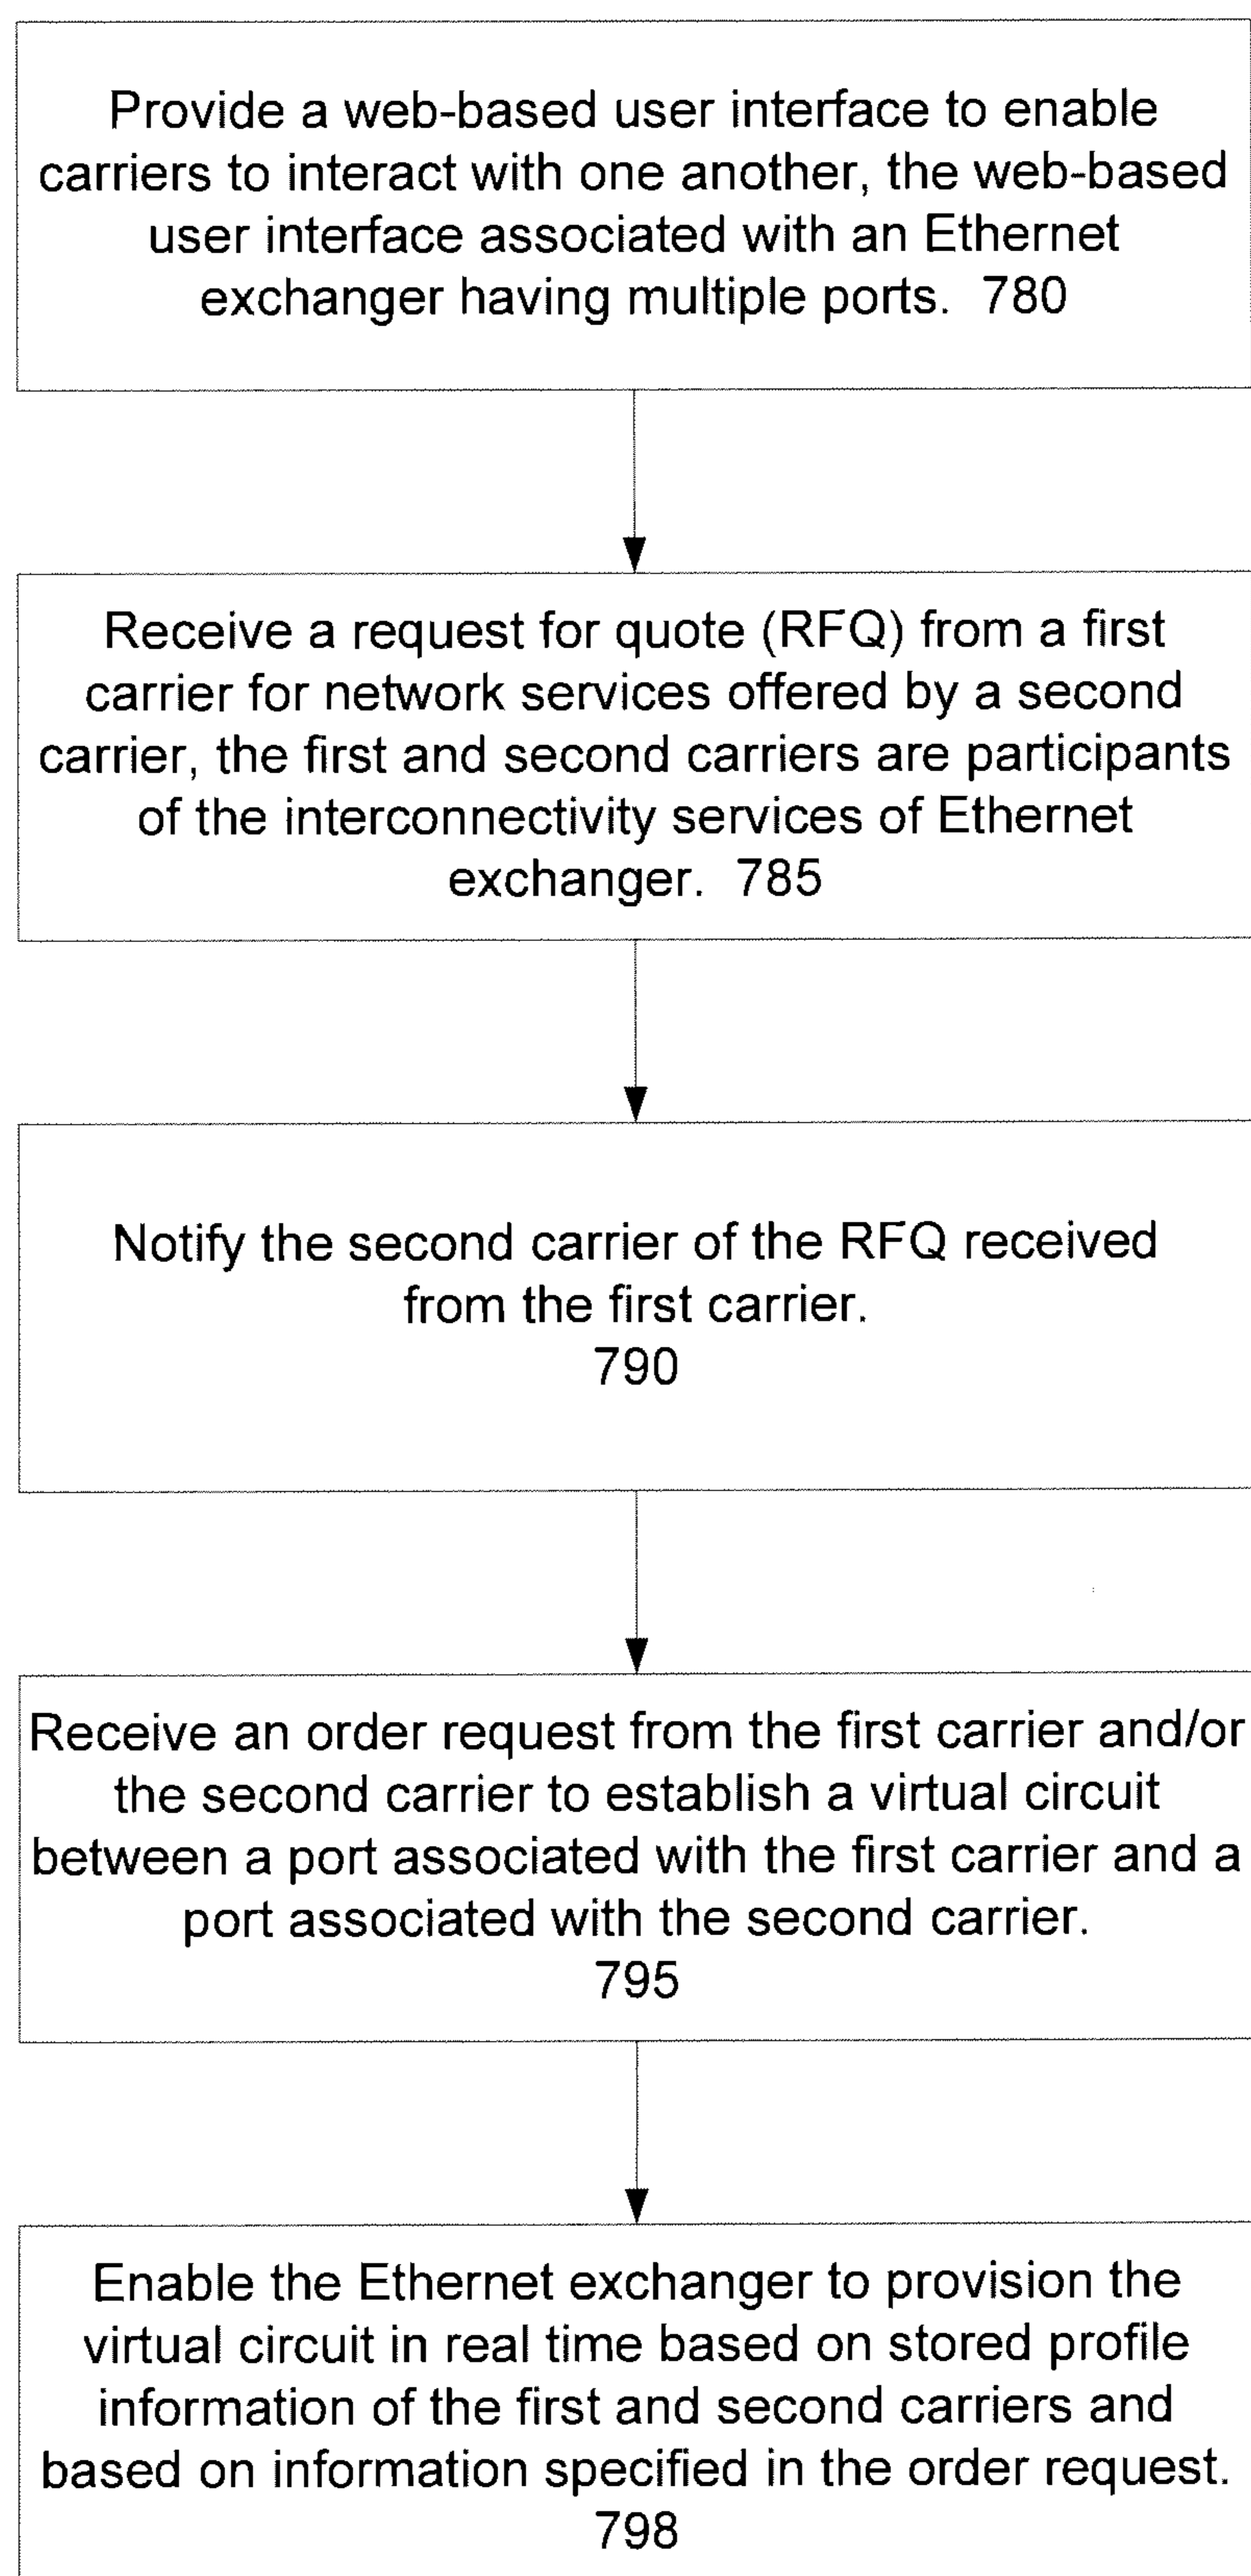 Provide a web-based user interface to enable
carriers to interact with one another, the web-based
user interface associated with an Ethernet
exchanger having multiple ports.  780
Receive a request for quote (RFQ) from a first
carrier for network services offered by a second
carrier, the first and second carriers are participants
of the interconnectivity services of Ethernet
exchanger.  785
Notify the second carrier of the RFQ received
from the first carrier.
790
Receive an order request from the first carrier and/or
the second carrier to establish a virtual circuit
between a port associated with the first carrier and a
port associated with the second carrier.
795
Enable the Ethernet exchanger to provision the
virtual circuit in real time based on stored profile
information of the first and second carriers and
based on information specified in the order request.
798